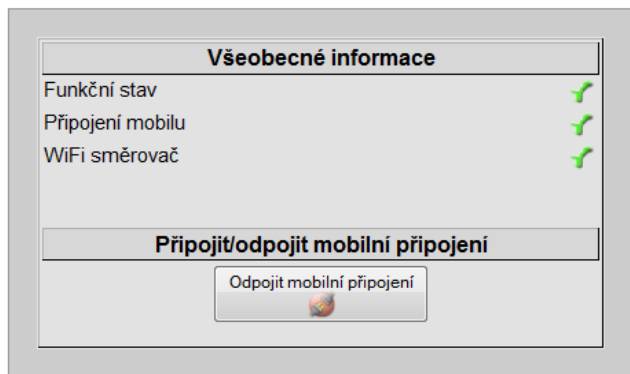 Všeobecné informace
Funkční stav
Připojení mobilu
WiFi směrovač
Připojit/odpojit mobilní připojení
Odpojit mobilní připojení